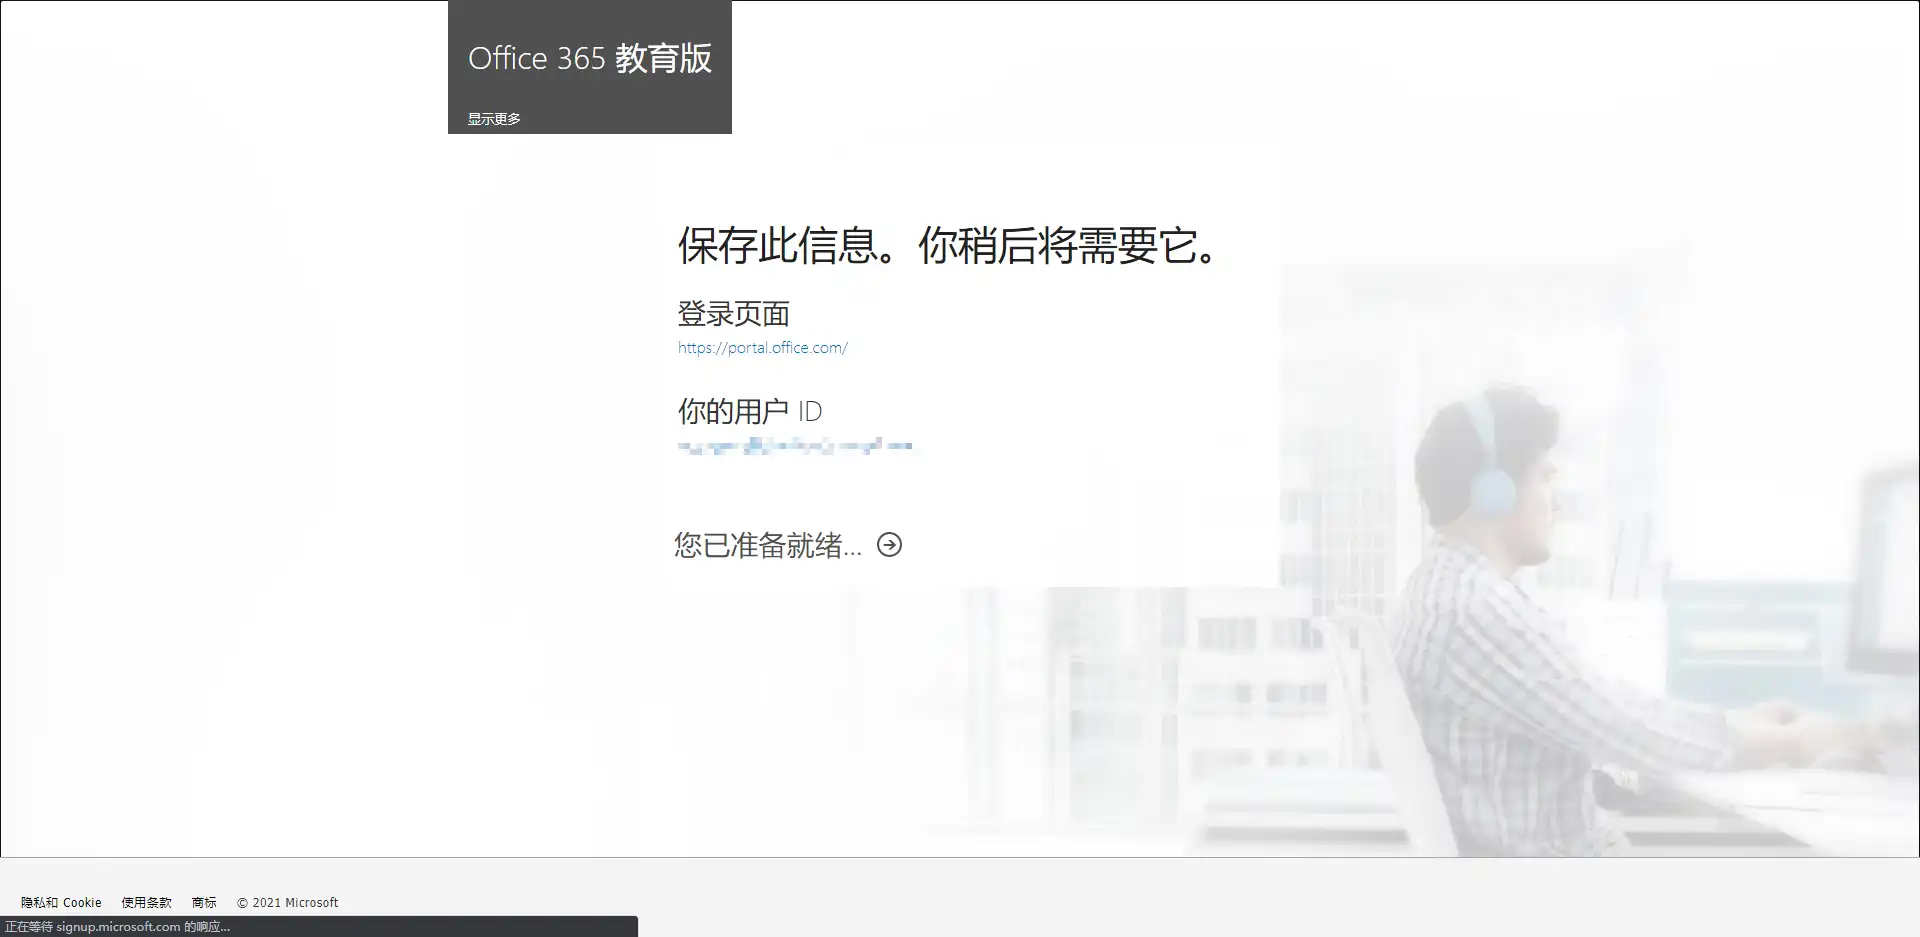 Office 365 教育版
显示更多
保存此信息。你稍后将需要它。
登录页面
https://portal.office.com/
你的用户 ID
您已准备就绪...
隐私和 Cookie 使用条款 商标 © 2021 Microsoft
正在等待 signup.microsoft.com 的响应...